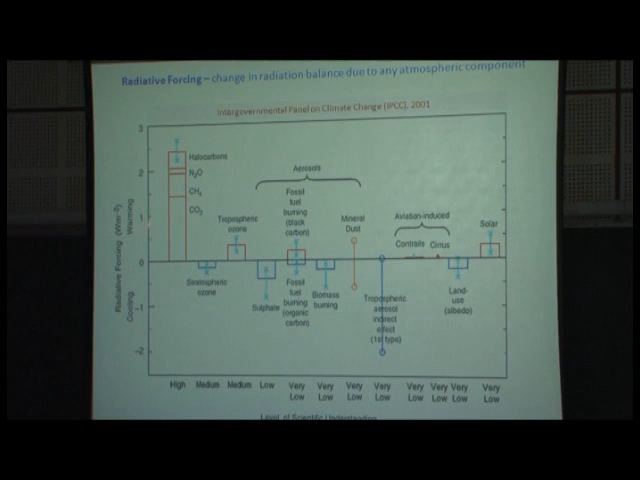 Radiative Forcing – change in radiation balance due to any atmospheric component
Intergovernmental Panel on Climate Change (IPCC), 2001
3
2
1
0
–1
–2
Radiative Forcing (Wm⁻²)
Cooling Warming
Halocarbons
N₂O
CH₄
CO₂
Stratospheric
ozone
Tropospheric
ozone
Aerosols
Sulphate
Fossil
fuel
burning
(black
carbon)
Fossil
fuel
burning
(organic
carbon)
Biomass
burning
Mineral
Dust
Tropospheric
aerosol
indirect
effect
(1st type)
Aviation-induced
Contrails Cirrus
Land-
use
(albedo)
Solar
High Medium Medium Low Very Low Very Low Very Low Very Low Very Low Very Low Very Low Very Low
Level of Scientific Understanding